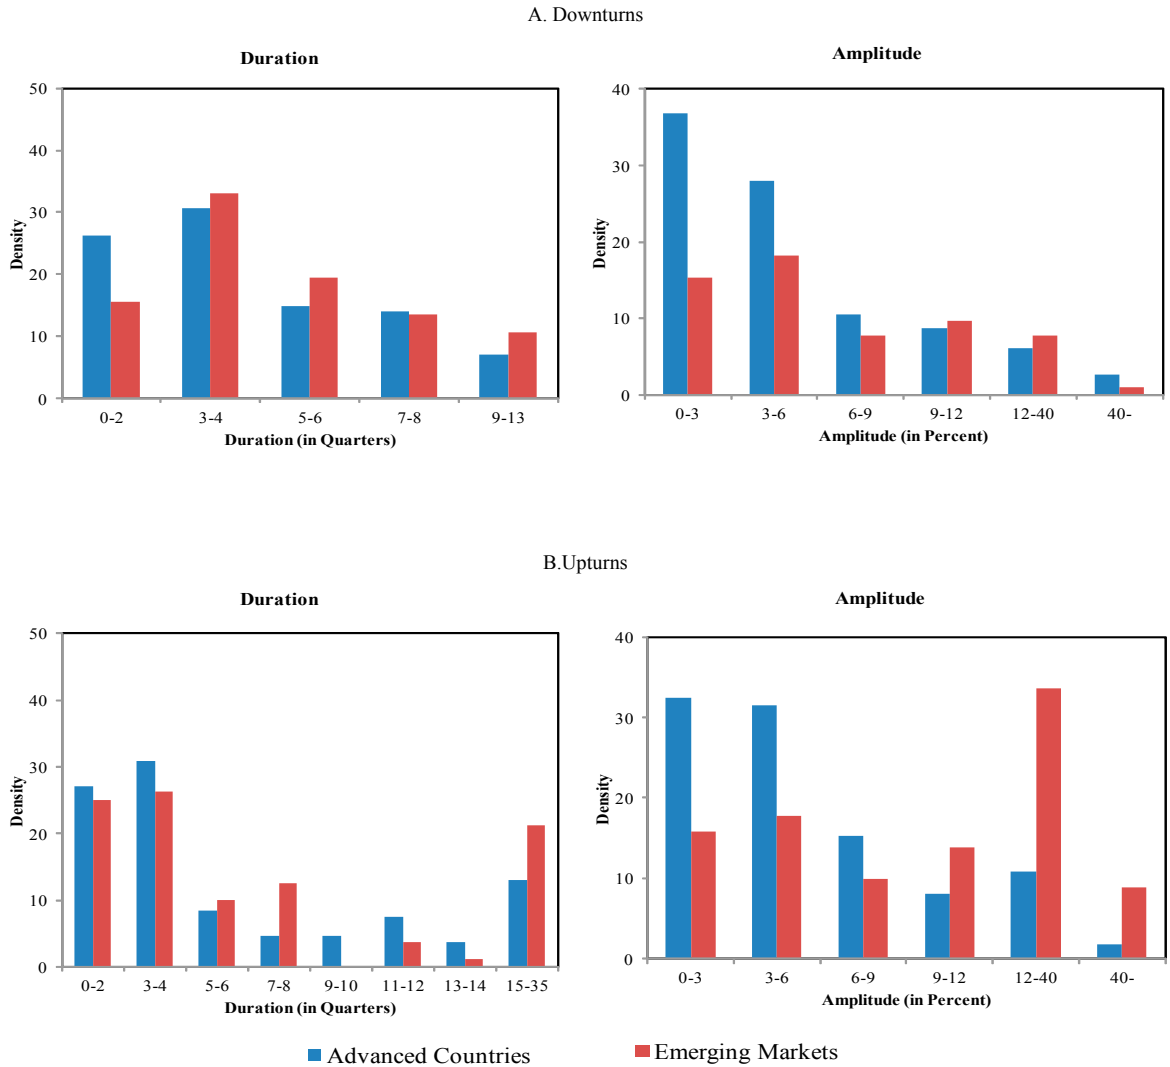 A. Downturns
Duration
50
40
30
20
10
0
Density
0-2 3-4 5-6 7-8 9-13
Duration (in Quarters)
Amplitude
40
30
20
10
0
Density
0-3 3-6 6-9 9-12 12-40 40-
Amplitude (in Percent)
B.Upturns
Duration
50
40
30
20
10
0
Density
0-2 3-4 5-6 7-8 9-10 11-12 13-14 15-35
Duration (in Quarters)
Amplitude
40
30
20
10
0
Density
0-3 3-6 6-9 9-12 12-40 40-
Amplitude (in Percent)
Advanced Countries Emerging Markets